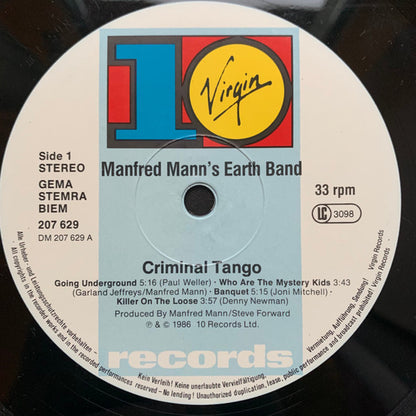 10 Virgin
Side 1
STEREO
GEMA
STEMRA
BIEM
207 629
DM 207 629 A
Manfred Mann's Earth Band
33 rpm
LC 3098
Criminal Tango
Going Underground 5:16 (Paul Weller) · Who Are The Mystery Kids 3:43
(Garland Jeffreys/Manfred Mann) · Banquet 5:15 (Joni Mitchell) ·
Killer On The Loose 3:57 (Denny Newman)
Produced By Manfred Mann/Steve Forward
℗ & © 1986 10 Records Ltd.
records
Alle Urheber- und Leistungsschutzrechte vorbehalten – Kein Verleih! Keine unerlaubte Vervielfältigung, Vermietung, Aufführung, Sendung! Virgin Records
All copyrights in the recorded work and in the recorded performances reserved – No lending! No Unauthorized duplication, lease, public performance and broadcast prohibited! Virgin Records